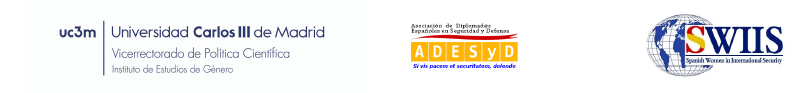 uc3m Universidad Carlos III de Madrid
Vicerrectorado de Política Científica
Instituto de Estudios de Género
Asociación de Diplomados
Españoles en Seguridad y Defensa
ADESyD
Si vis pacem et securitatem, defende
SWIIS
Spanish Women in International Security